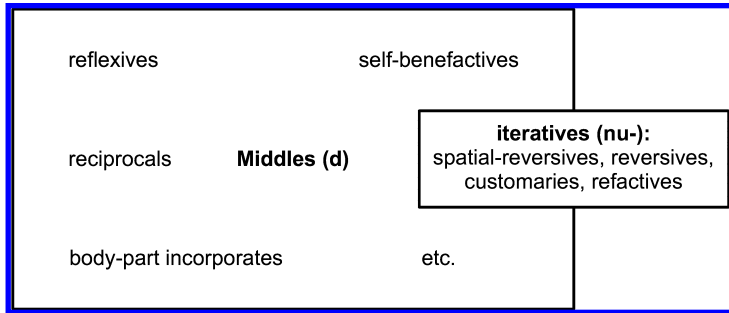 reflexives
self-benefactives
iteratives (nu-):
spatial-reversives, reversives,
customaries, refactives
reciprocals
Middles (d)
body-part incorporates
etc.